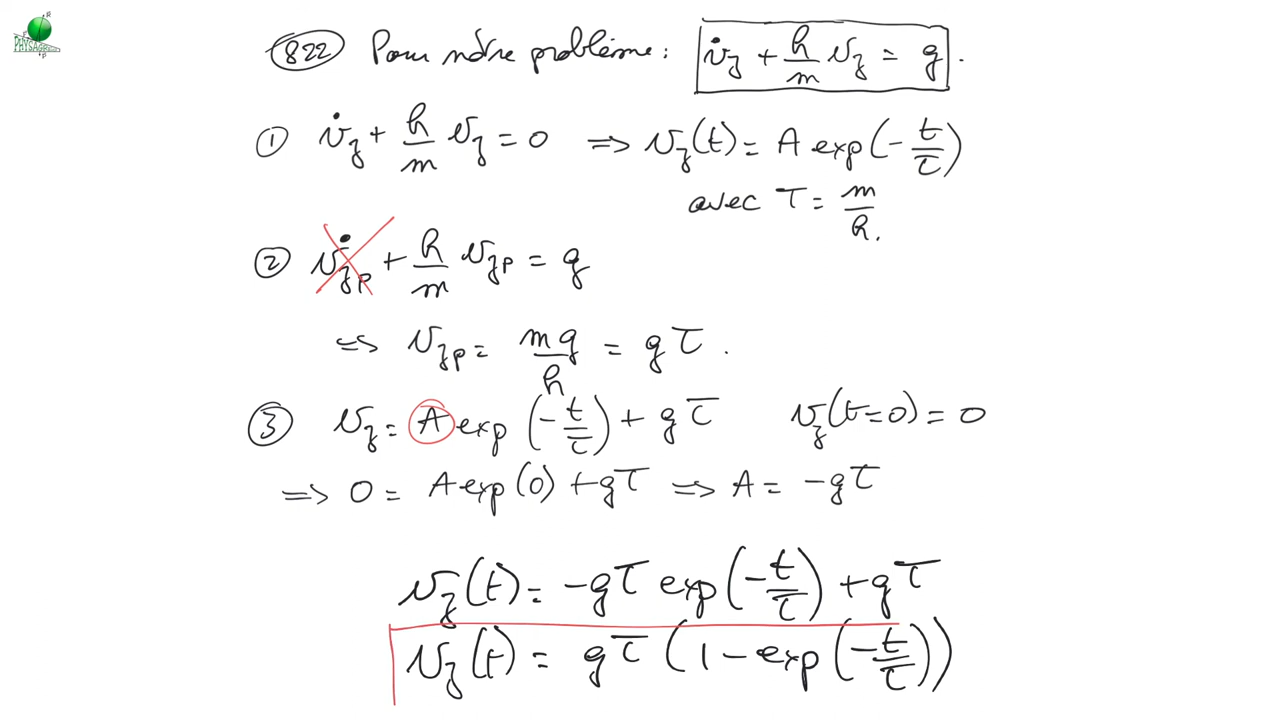 822 Pour notre problème : v̇z + h/m vz = g .
① v̇z + h/m vz = 0 ⇒ vz(t) = A exp(-t/τ)
avec τ = m/h.
② v̇zp + h/m vzp = g
⇒ vzp = mg/h = gτ .
③ vz = A exp(-t/τ) + gτ vz(t=0) = 0
⇒ 0 = A exp(0) + gτ ⇒ A = -gτ
vz(t) = -gτ exp(-t/τ) + gτ
vz(t) = gτ (1 - exp(-t/τ))